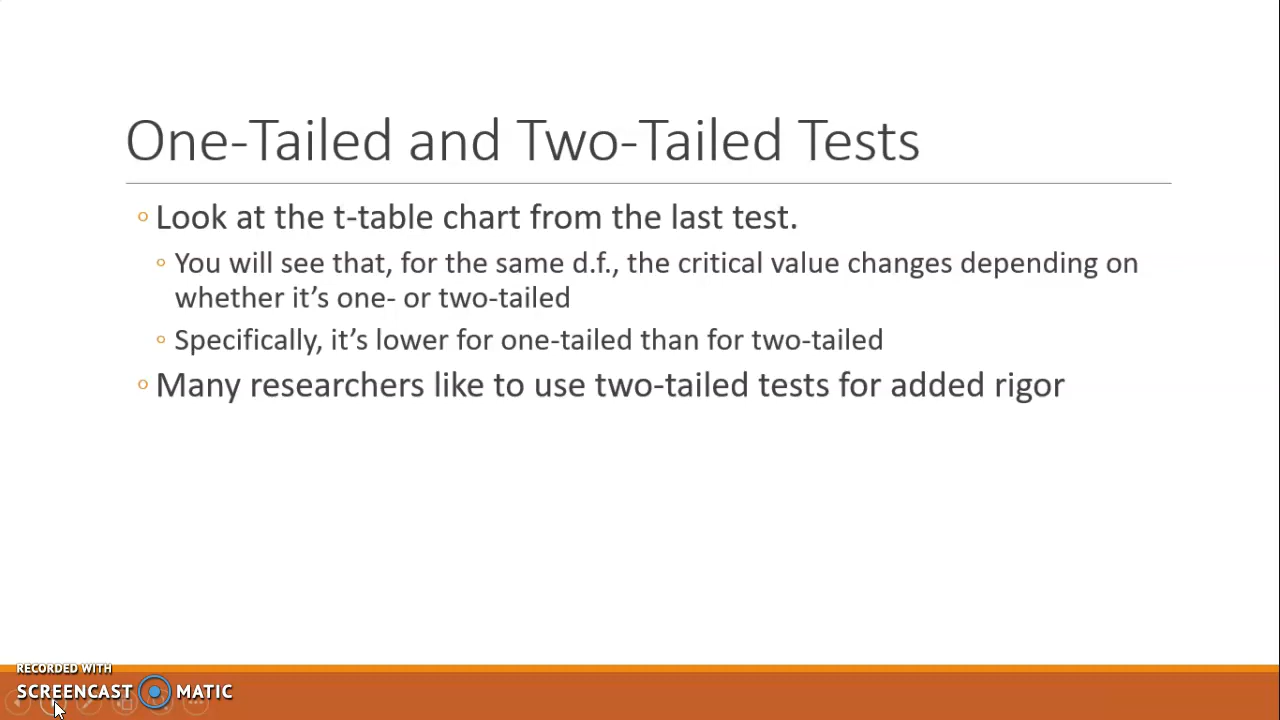 One-Tailed and Two-Tailed Tests
Look at the t-table chart from the last test.
You will see that, for the same d.f., the critical value changes depending on
whether it’s one- or two-tailed
Specifically, it’s lower for one-tailed than for two-tailed
Many researchers like to use two-tailed tests for added rigor
RECORDED WITH
SCREENCAST MATIC